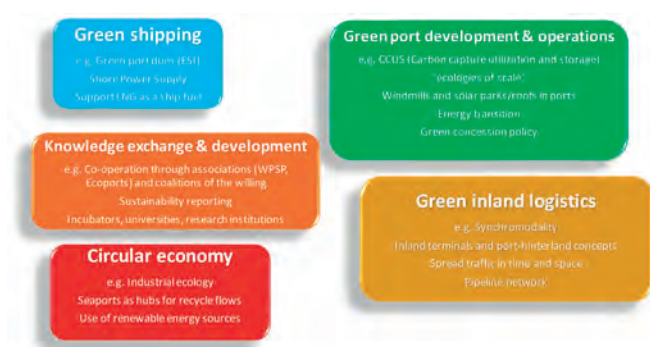 Green shipping
e.g. Green port dues (ESI)
Shore Power Supply
Support LNG as a ship fuel
Green port development & operations
e.g. CCUS (Carbon capture utilization and storage)
"ecologies of scale"
Windmills and solar parks/roofs in ports
Energy transition
Green concession policy
Knowledge exchange & development
e.g. Co-operation through associations (WPSP,
Ecoports) and coalitions of the willing
Sustainability reporting
Incubators, universities, research institutions
Green inland logistics
e.g. Synchromodality
Inland terminals and port-hinterland concepts
Spread traffic in time and space
Pipeline network
Circular economy
e.g. Industrial ecology
Seaports as hubs for recycle flows
Use of renewable energy sources